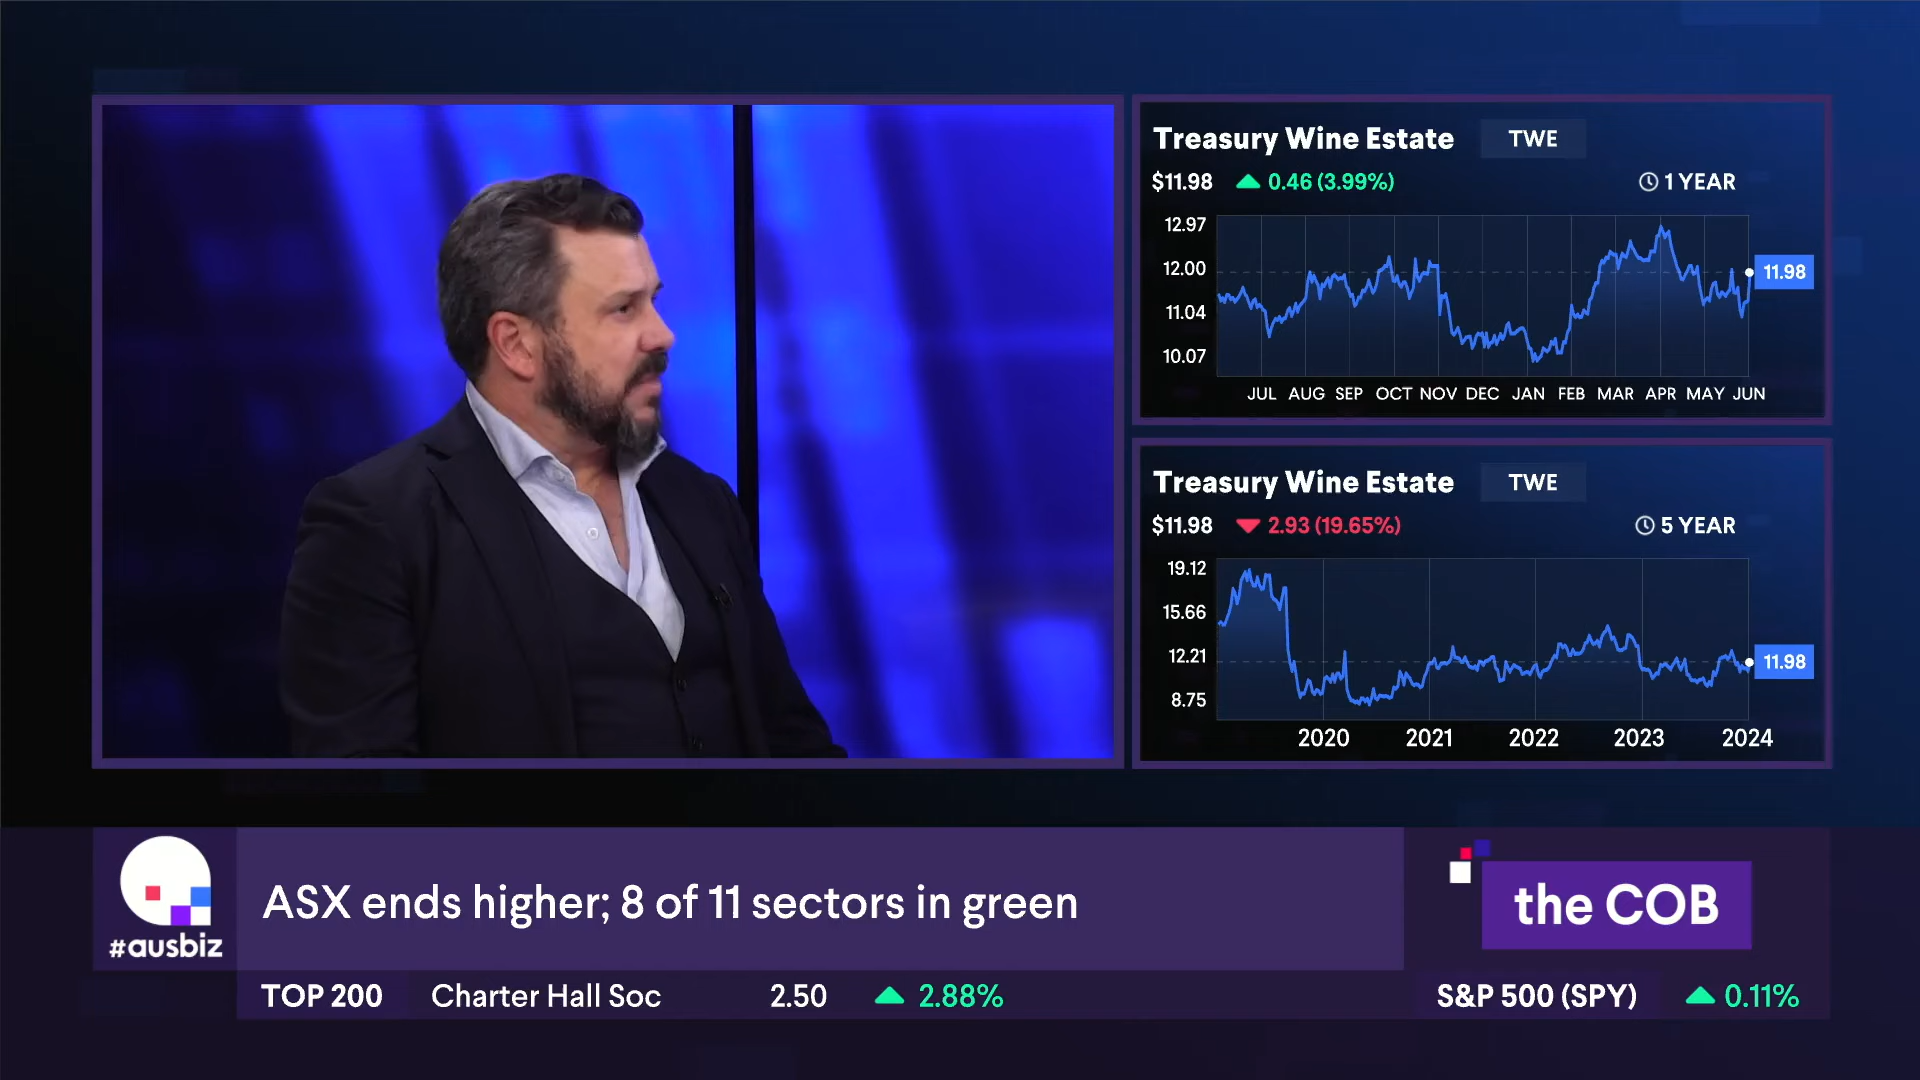 Treasury Wine Estate TWE
$11.98 0.46 (3.99%) 1 YEAR
12.97
12.00
11.04
10.07
11.98
JUL AUG SEP OCT NOV DEC JAN FEB MAR APR MAY JUN
Treasury Wine Estate TWE
$11.98 2.93 (19.65%) 5 YEAR
19.12
15.66
12.21
8.75
11.98
2020 2021 2022 2023 2024
#ausbiz
ASX ends higher; 8 of 11 sectors in green
the COB
TOP 200 Charter Hall Soc 2.50 2.88%
S&P 500 (SPY) 0.11%